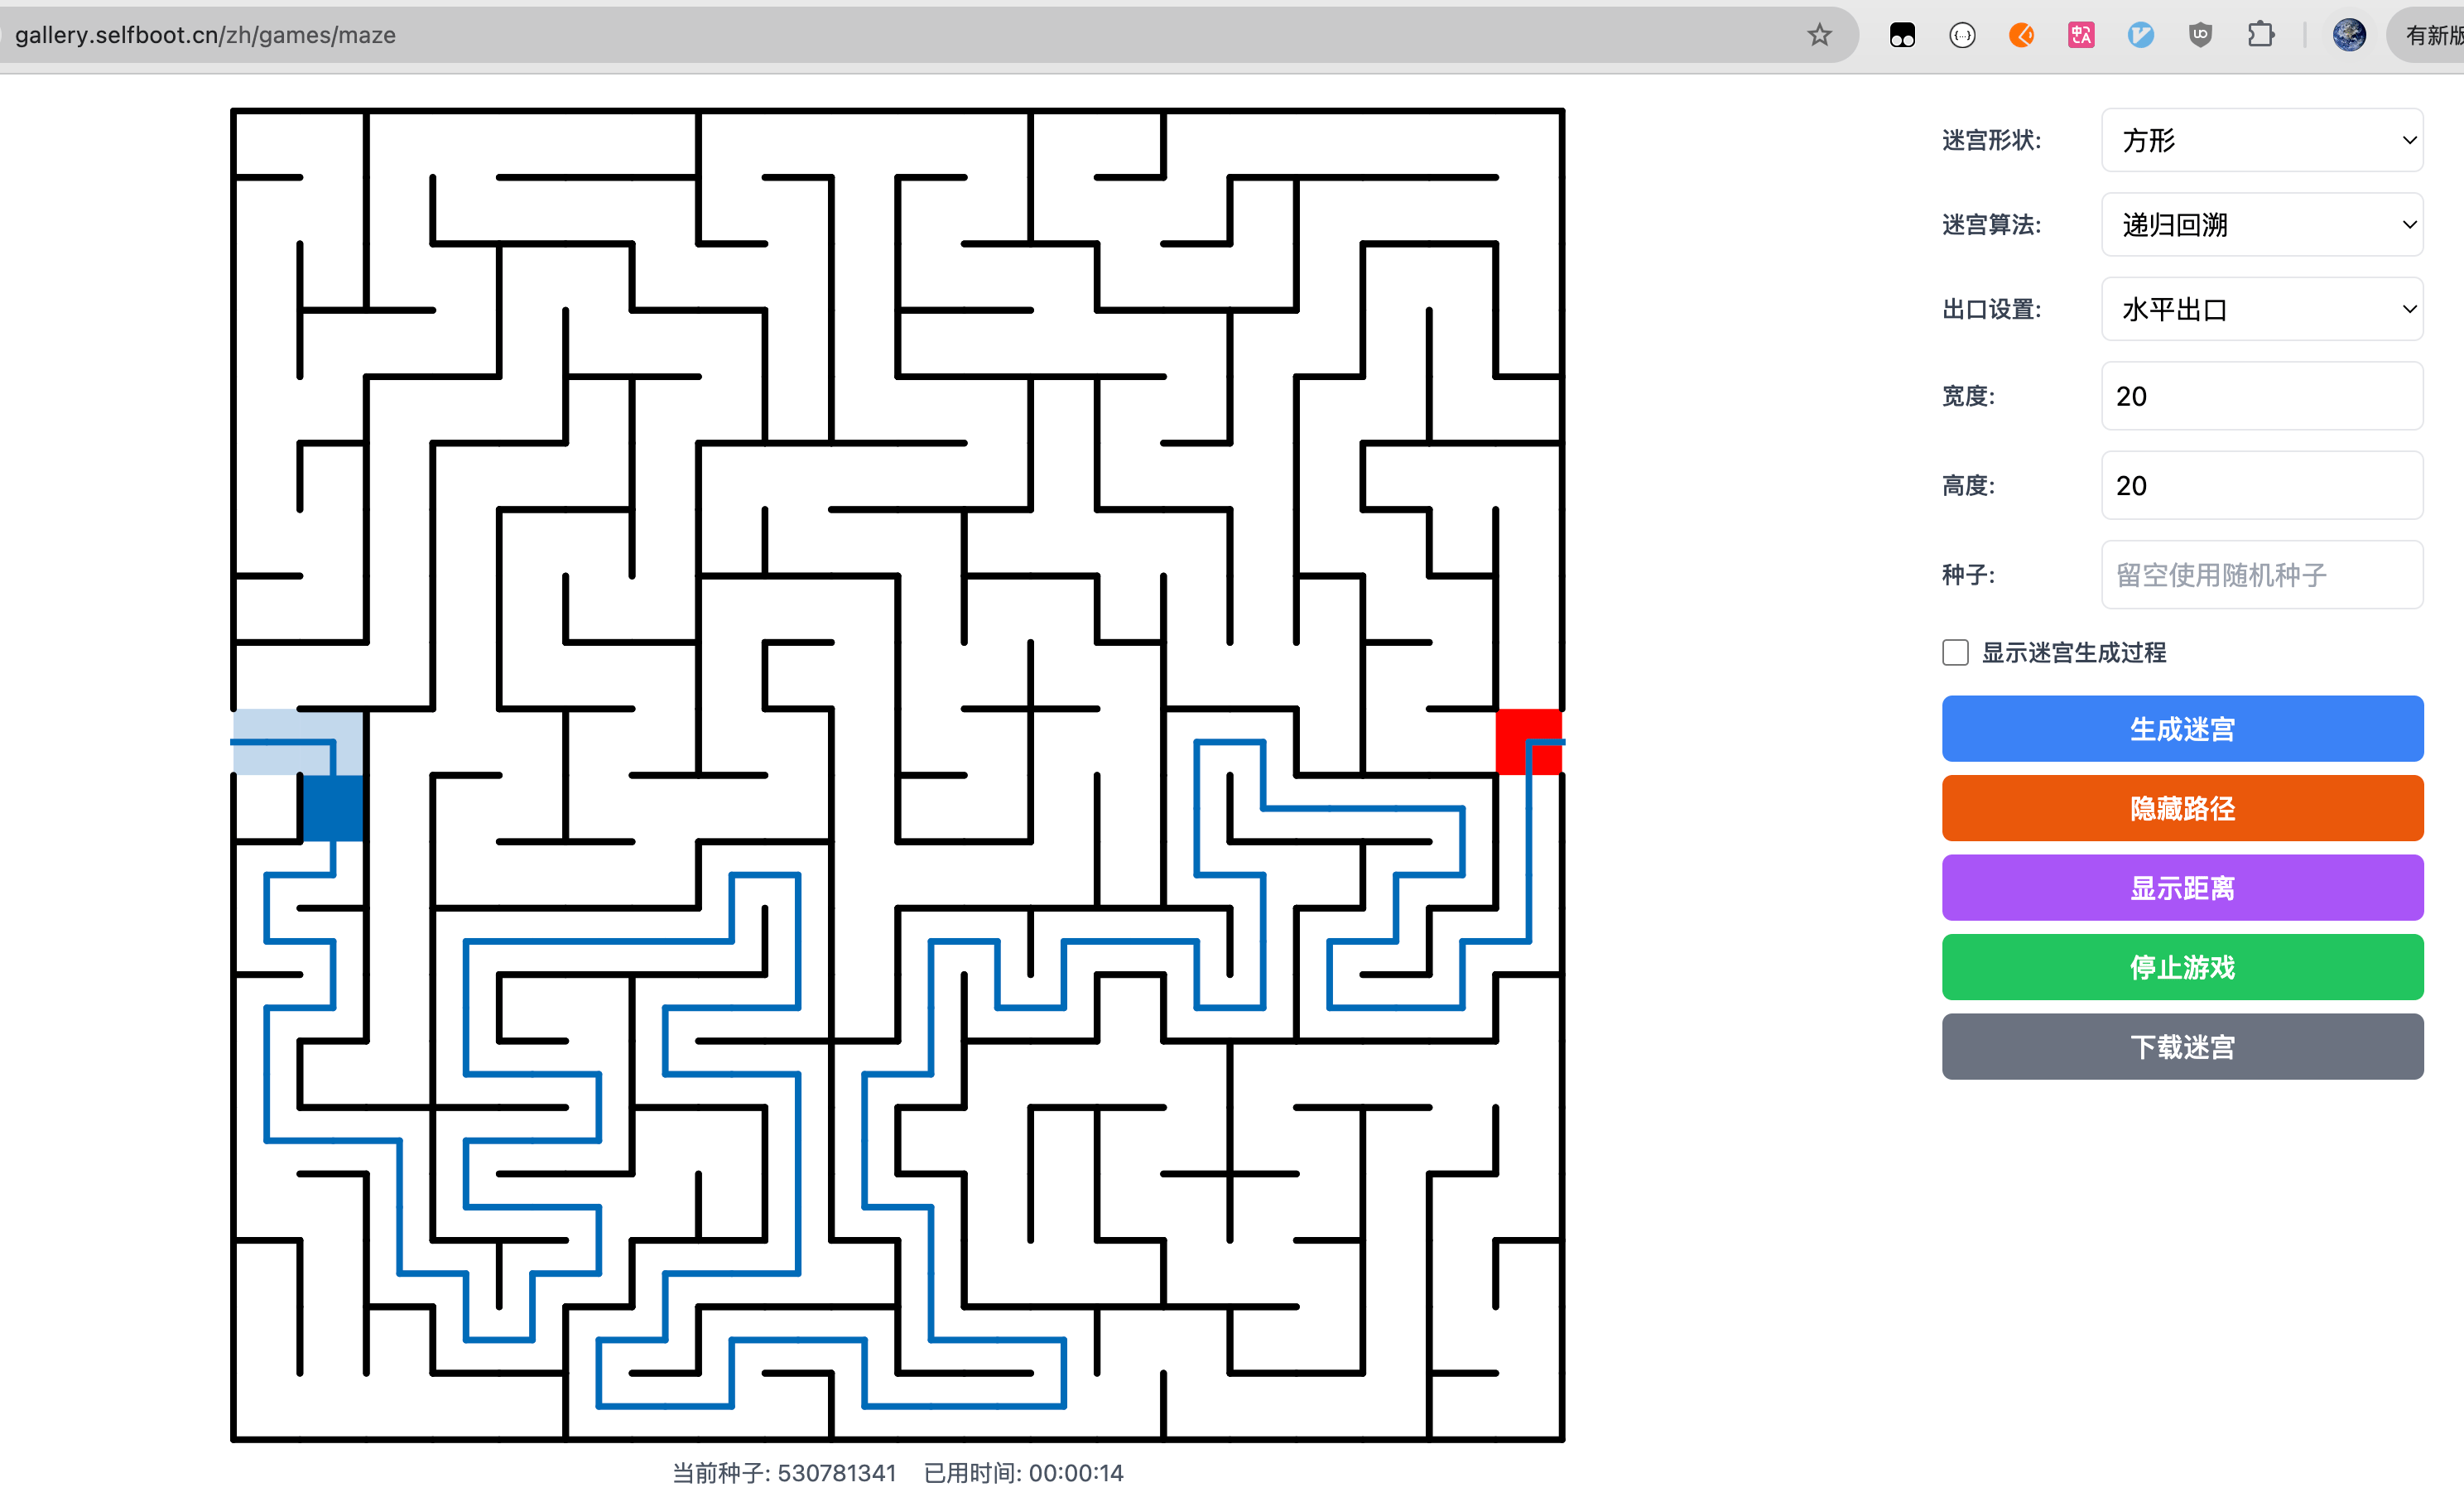 gallery.selfboot.cn/zh/games/maze
有新版
迷宫形状:
方形
迷宫算法:
递归回溯
出口设置:
水平出口
宽度:
20
高度:
20
种子:
留空使用随机种子
显示迷宫生成过程
生成迷宫
隐藏路径
显示距离
停止游戏
下载迷宫
当前种子: 530781341 已用时间: 00:00:14